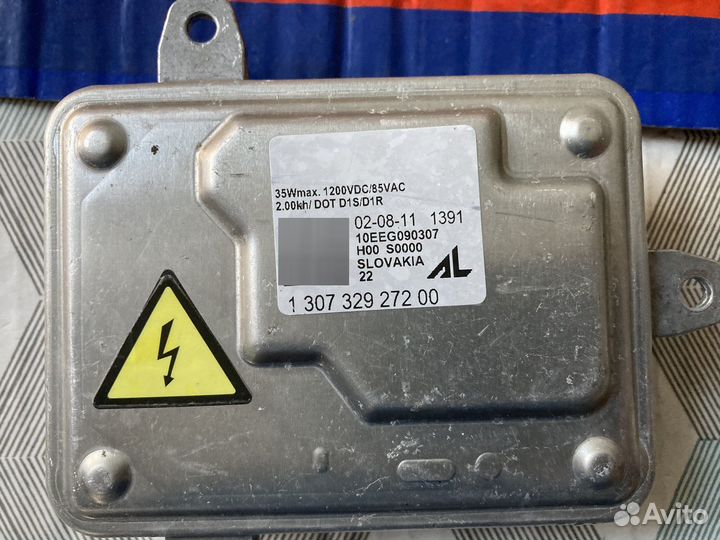 35Wmax. 1200VDC/85VAC
2.00kh/ DOT D1S/D1R
02-08-11 1391
10EEG090307
H00 S0000
SLOVAKIA
22 AL
1 307 329 272 00
Avito